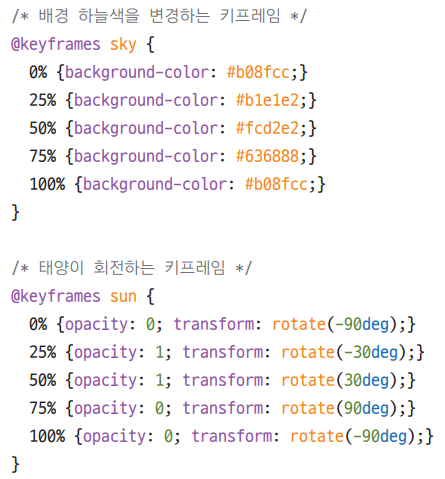 /* 배경 하늘색을 변경하는 키프레임 */
@keyframes sky {
  0% {background-color: #b08fcc;}
  25% {background-color: #b1e1e2;}
  50% {background-color: #fcd2e2;}
  75% {background-color: #636888;}
  100% {background-color: #b08fcc;}
}

/* 태양이 회전하는 키프레임 */
@keyframes sun {
  0% {opacity: 0; transform: rotate(-90deg);}
  25% {opacity: 1; transform: rotate(-30deg);}
  50% {opacity: 1; transform: rotate(30deg);}
  75% {opacity: 0; transform: rotate(90deg);}
  100% {opacity: 0; transform: rotate(-90deg);}
}